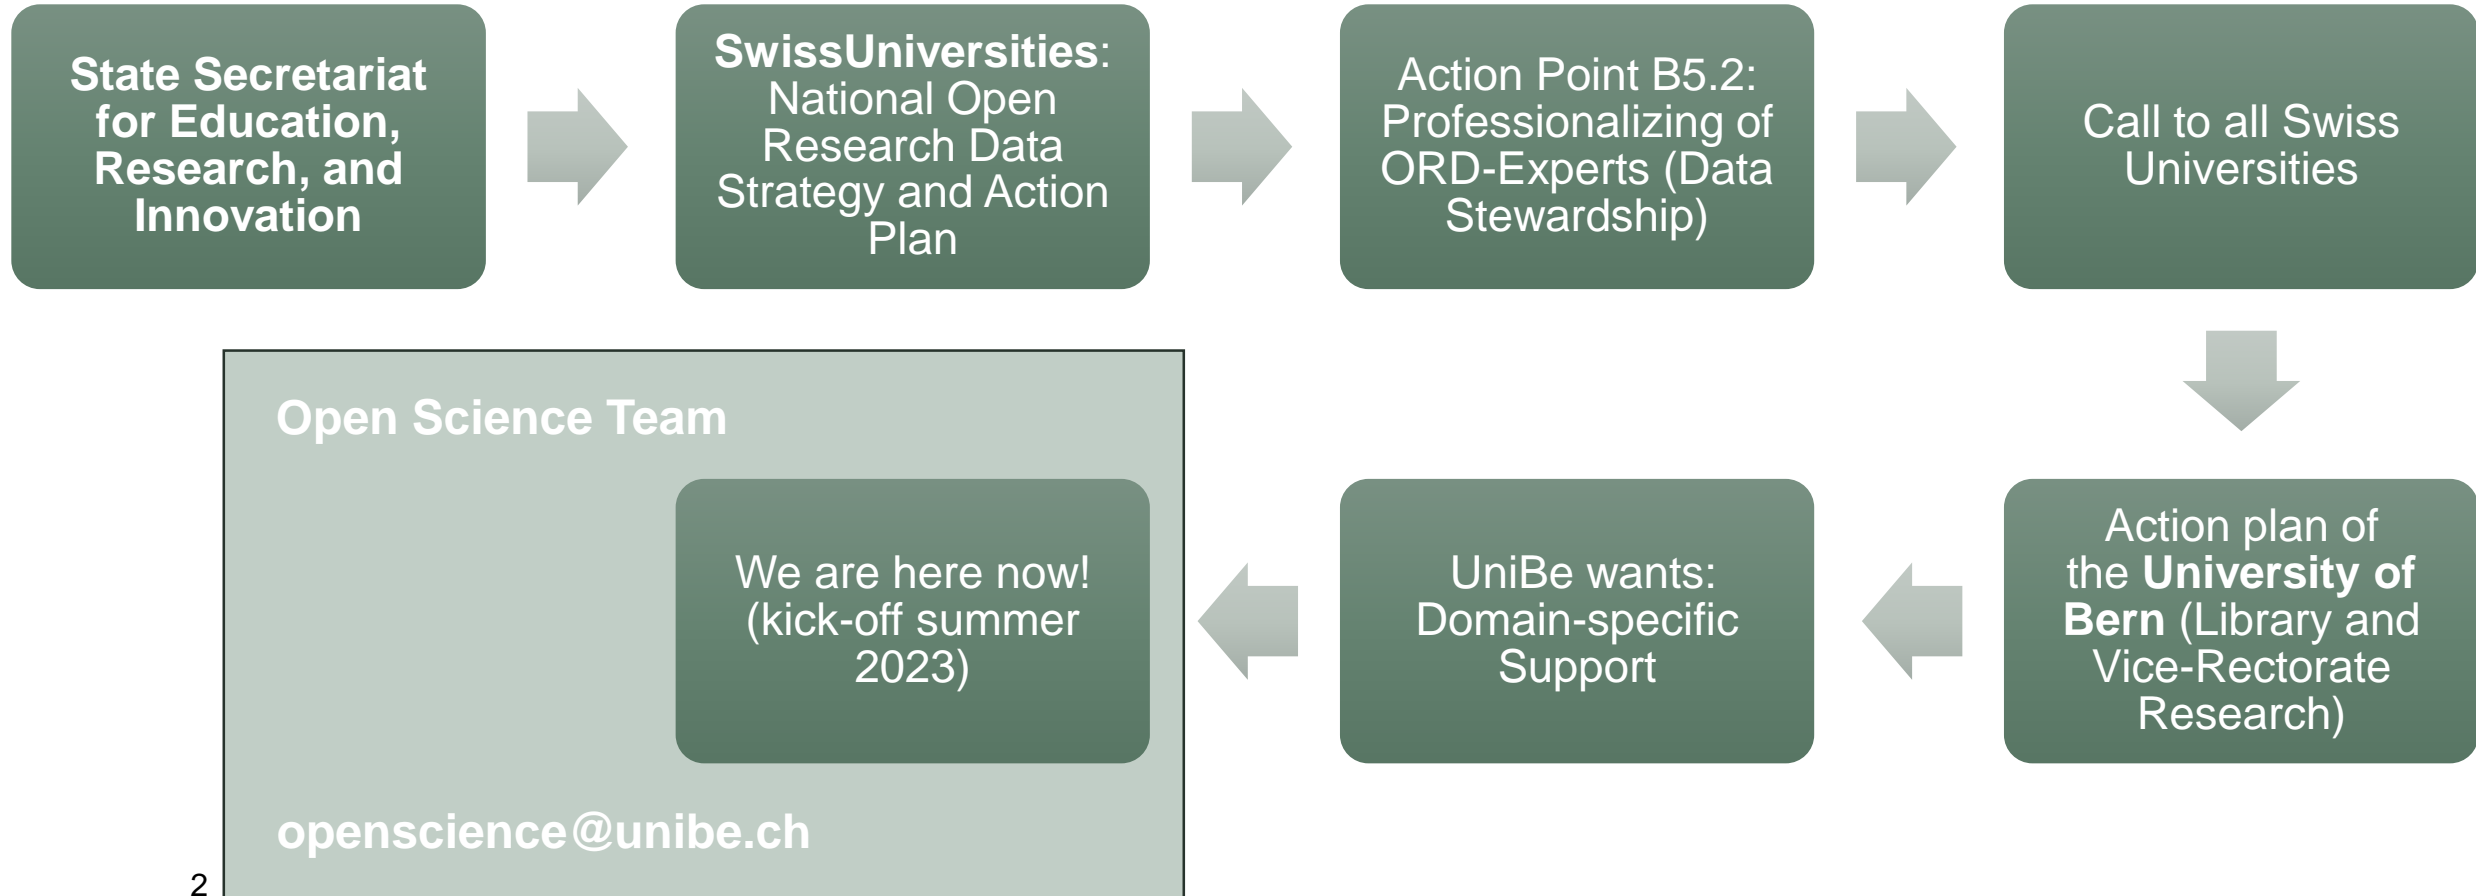 State Secretariat
for Education,
Research, and
Innovation
SwissUniversities:
National Open
Research Data
Strategy and Action
Plan
Action Point B5.2:
Professionalizing of
ORD-Experts (Data
Stewardship)
Call to all Swiss
Universities
Action plan of
the University of
Bern (Library and
Vice-Rectorate
Research)
UniBe wants:
Domain-specific
Support
Open Science Team
We are here now!
(kick-off summer
2023)
openscience@unibe.ch
2